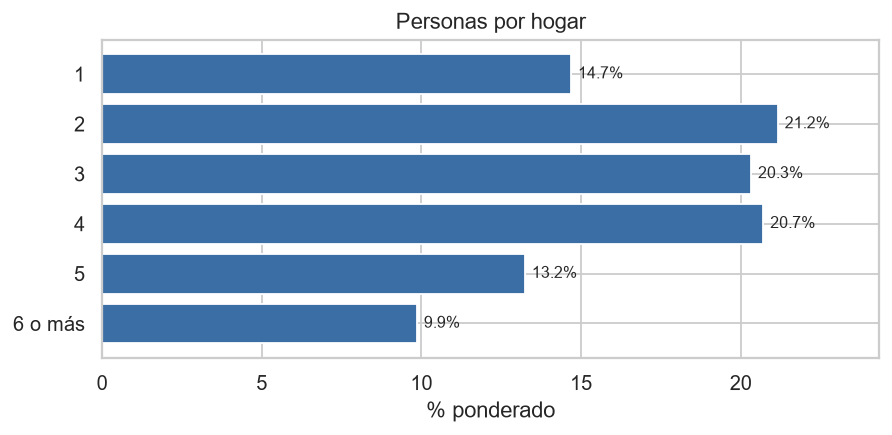 Personas por hogar
1 14.7%
2 21.2%
3 20.3%
4 20.7%
5 13.2%
6 o más 9.9%
0 5 10 15 20
% ponderado